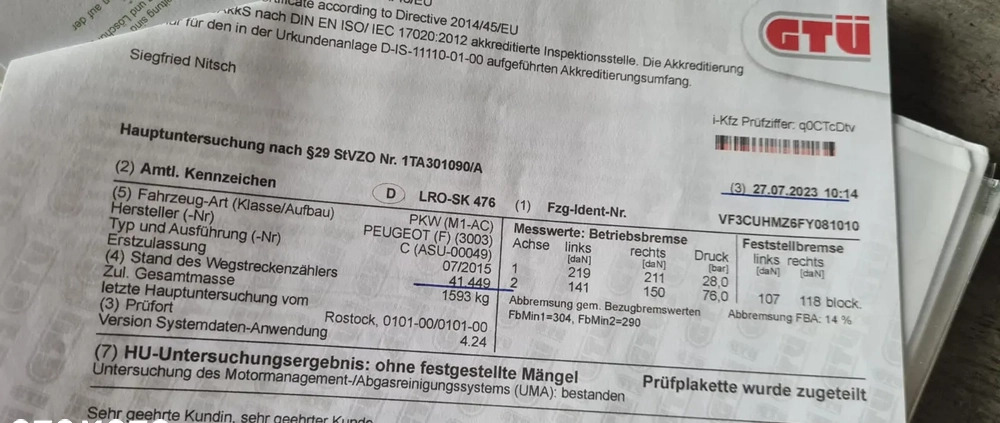 certificate according to Directive 2014/45/EU
nach DIN EN ISO/ IEC 17020:2012 akkreditierte Inspektionsstelle. Die Akkreditierung
für den in der Urkundenanlage D-IS-11110-01-00 aufgeführten Akkreditierungsumfang.
GTÜ
Siegfried Nitsch
i-Kfz Prüfziffer: q0CTcDtv
Hauptuntersuchung nach §29 StVZO Nr. 1TA301090/A
(3) 27.07.2023 10:14
(2) Amtl. Kennzeichen D LRO-SK 476 (1) Fzg-Ident-Nr. VF3CUHMZ6FY081010
(5) Fahrzeug-Art (Klasse/Aufbau) PKW (M1-AC)
Hersteller (-Nr) PEUGEOT (F) (3003)
Typ und Ausführung (-Nr) C (ASU-00049)
Erstzulassung 07/2015
(4) Stand des Wegstreckenzählers 41.449
Zul. Gesamtmasse 1593 kg
letzte Hauptuntersuchung vom
(3) Prüfort Rostock, 0101-00/0101-00
Version Systemdaten-Anwendung 4.24
Messwerte: Betriebsbremse Feststellbremse
Achse links rechts Druck links rechts
[daN] [daN] [bar] [daN] [daN]
1 219 211 28,0
2 141 150 76,0 107 118 block.
Abbremsung gem. Bezugbremswerten Abbremsung FBA: 14 %
FbMin1=304, FbMin2=290
(7) HU-Untersuchungsergebnis: ohne festgestellte Mängel Prüfplakette wurde zugeteilt
Untersuchung des Motormanagement-/Abgasreinigungssystems (UMA): bestanden
Sehr geehrte Kundin, sehr geehrter Kunde